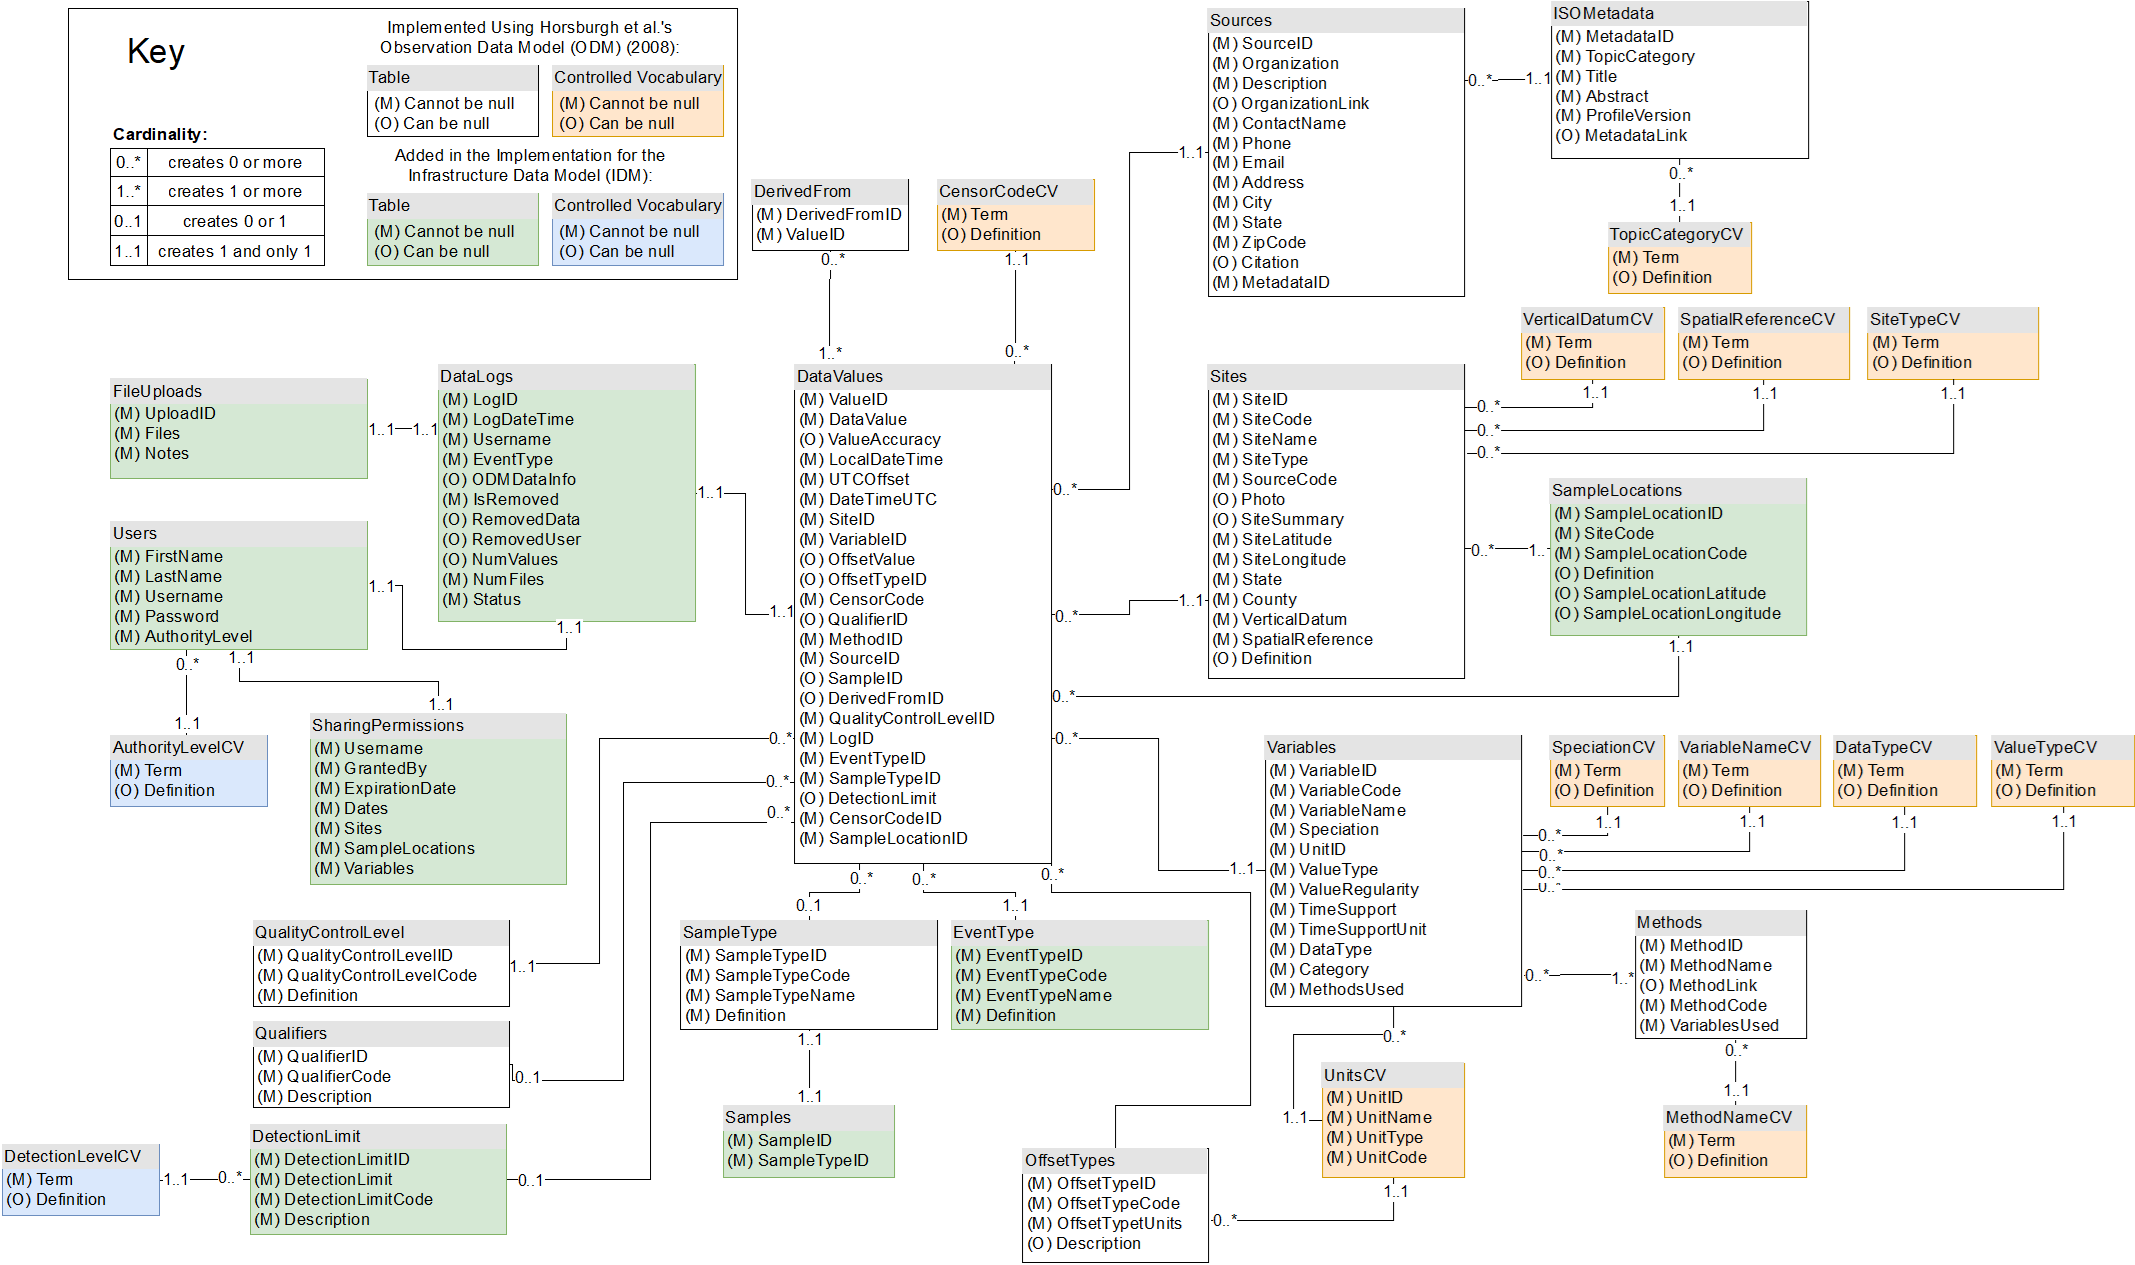 Key
Implemented Using Horsburgh et al.'s
Observation Data Model (ODM) (2008):
Table
(M) Cannot be null
(O) Can be null
Controlled Vocabulary
(M) Cannot be null
(O) Can be null
Added in the Implementation for the
Infrastructure Data Model (IDM):
Table
(M) Cannot be null
(O) Can be null
Controlled Vocabulary
(M) Cannot be null
(O) Can be null
Cardinality:
0..* creates 0 or more
1..* creates 1 or more
0..1 creates 0 or 1
1..1 creates 1 and only 1
DerivedFrom
(M) DerivedFromID
(M) ValueID
0..*
1..*
CensorCodeCV
(M) Term
(O) Definition
1..1
0..*
Sources
(M) SourceID
(M) Organization
(M) Description
(O) OrganizationLink
(M) ContactName
(M) Phone
(M) Email
(M) Address
(M) City
(M) State
(M) ZipCode
(O) Citation
(M) MetadataID
0..*
1..1
1..1
0..*
ISOMetadata
(M) MetadataID
(M) TopicCategory
(M) Title
(M) Abstract
(M) ProfileVersion
(O) MetadataLink
0..*
1..1
TopicCategoryCV
(M) Term
(O) Definition
VerticalDatumCV
(M) Term
(O) Definition
1..1
SpatialReferenceCV
(M) Term
(O) Definition
1..1
SiteTypeCV
(M) Term
(O) Definition
1..1
0..*
0..*
0..*
FileUploads
(M) UploadID
(M) Files
(M) Notes
1..1
1..1
DataLogs
(M) LogID
(M) LogDateTime
(M) Username
(M) EventType
(O) ODMDataInfo
(M) IsRemoved
(O) RemovedData
(O) RemovedUser
(O) NumValues
(M) NumFiles
(M) Status
1..1
1..1
1..1
Users
(M) FirstName
(M) LastName
(M) Username
(M) Password
(M) AuthorityLevel
1..1
0..*
1..1
1..1
1..1
AuthorityLevelCV
(M) Term
(O) Definition
SharingPermissions
(M) Username
(M) GrantedBy
(M) ExpirationDate
(M) Dates
(M) Sites
(M) SampleLocations
(M) Variables
DataValues
(M) ValueID
(M) DataValue
(O) ValueAccuracy
(M) LocalDateTime
(M) UTCOffset
(M) DateTimeUTC
(M) SiteID
(M) VariableID
(O) OffsetValue
(O) OffsetTypeID
(M) CensorCode
(O) QualifierID
(M) MethodID
(M) SourceID
(O) SampleID
(O) DerivedFromID
(M) QualityControlLevelID
(M) LogID
(M) EventTypeID
(M) SampleTypeID
(O) DetectionLimit
(M) CensorCodeID
(M) SampleLocationID
0..*
0..*
0..*
0..*
0..*
0..*
0..*
0..*
0..*
Sites
(M) SiteID
(M) SiteCode
(M) SiteName
(M) SiteType
(M) SourceCode
(O) Photo
(O) SiteSummary
(M) SiteLatitude
(M) SiteLongitude
(M) State
(M) County
(M) VerticalDatum
(M) SpatialReference
(O) Definition
1..1
0..*
1..
SampleLocations
(M) SampleLocationID
(M) SiteCode
(M) SampleLocationCode
(O) Definition
(O) SampleLocationLatitude
(O) SampleLocationLongitude
1..1
Variables
(M) VariableID
(M) VariableCode
(M) VariableName
(M) Speciation
(M) UnitID
(M) ValueType
(M) ValueRegularity
(M) TimeSupport
(M) TimeSupportUnit
(M) DataType
(M) Category
(M) MethodsUsed
1..1
SpeciationCV
(M) Term
(O) Definition
1..1
VariableNameCV
(M) Term
(O) Definition
1..1
DataTypeCV
(M) Term
(O) Definition
1..1
ValueTypeCV
(M) Term
(O) Definition
1..1
0..*
0..*
0..*
0..*
0..*
1..*
Methods
(M) MethodID
(M) MethodName
(O) MethodLink
(M) MethodCode
(M) VariablesUsed
0..*
1..1
MethodNameCV
(M) Term
(O) Definition
0..*
1..1
UnitsCV
(M) UnitID
(M) UnitName
(M) UnitType
(M) UnitCode
1..1
0..*
OffsetTypes
(M) OffsetTypeID
(M) OffsetTypeCode
(M) OffsetTypetUnits
(O) Description
QualityControlLevel
(M) QualityControlLevelID
(M) QualityControlLevelCode
(M) Definition
1..1
Qualifiers
(M) QualifierID
(M) QualifierCode
(M) Description
0..1
DetectionLevelCV
(M) Term
(O) Definition
1..1
0..*
DetectionLimit
(M) DetectionLimitID
(M) DetectionLimit
(M) DetectionLimitCode
(M) Description
0..1
0..1
SampleType
(M) SampleTypeID
(M) SampleTypeCode
(M) SampleTypeName
(M) Definition
1..1
1..1
Samples
(M) SampleID
(M) SampleTypeID
1..1
EventType
(M) EventTypeID
(M) EventTypeCode
(M) EventTypeName
(M) Definition